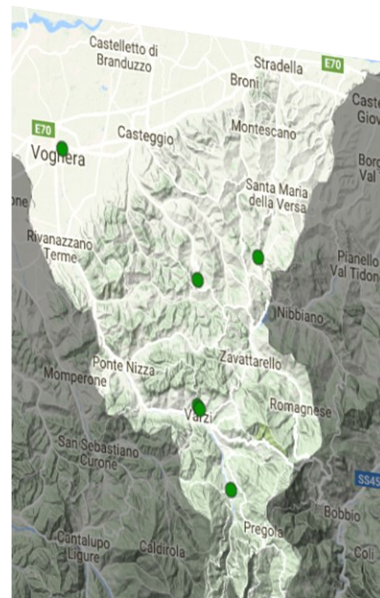 Castelletto di
Branduzzo
Stradella
E70
Broni
Caste
Giov
E70
Casteggio
Montescano
Voghera
Borg
Val
Santa Maria
della Versa
one
Rivanazzano
Terme
Pianello
Val Tidon
Nibbiano
Ponte Nizza
Zavattarello
Momperone
Romagnese
Varzi
San Sebastiano
Curone
SS45
Bobbio
Pregola
Cantalupo
Ligure
Caldirola
Coli